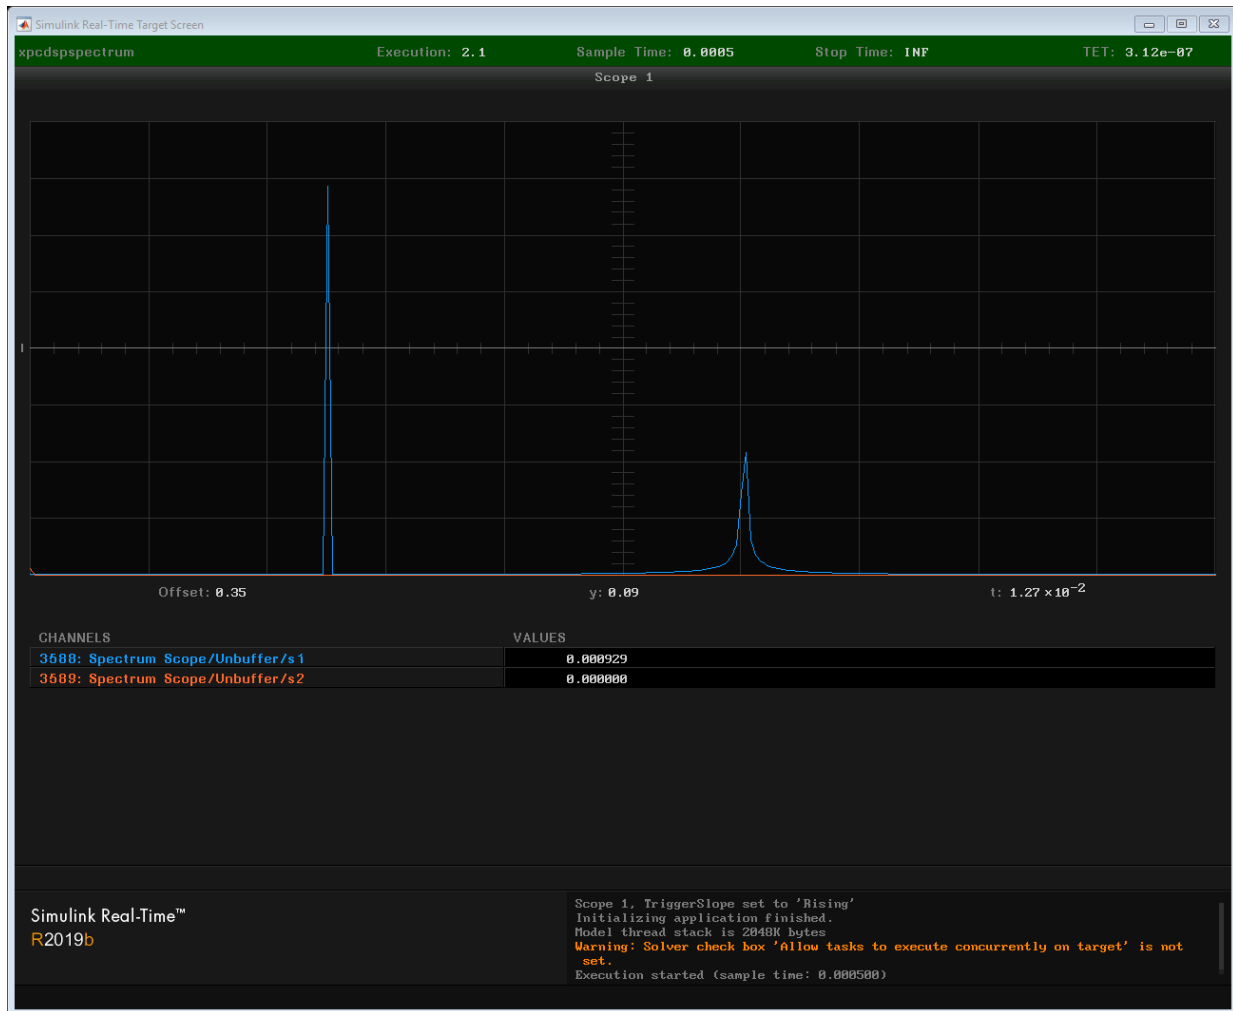 Simulink Real-Time Target Screen
xpcdspspectrum Execution: 2.1 Sample Time: 0.0005 Stop Time: INF TET: 3.12e-07
Scope 1
Offset: 0.35 y: 0.09 t: 1.27 ×10⁻²
CHANNELS VALUES
3588: Spectrum Scope/Unbuffer/s1 0.000929
3589: Spectrum Scope/Unbuffer/s2 0.000000
Simulink Real-Time™
R2019b
Scope 1, TriggerSlope set to 'Rising'
Initializing application finished.
Model thread stack is 2048K bytes
Warning: Solver check box 'Allow tasks to execute concurrently on target' is not
set.
Execution started (sample time: 0.000500)